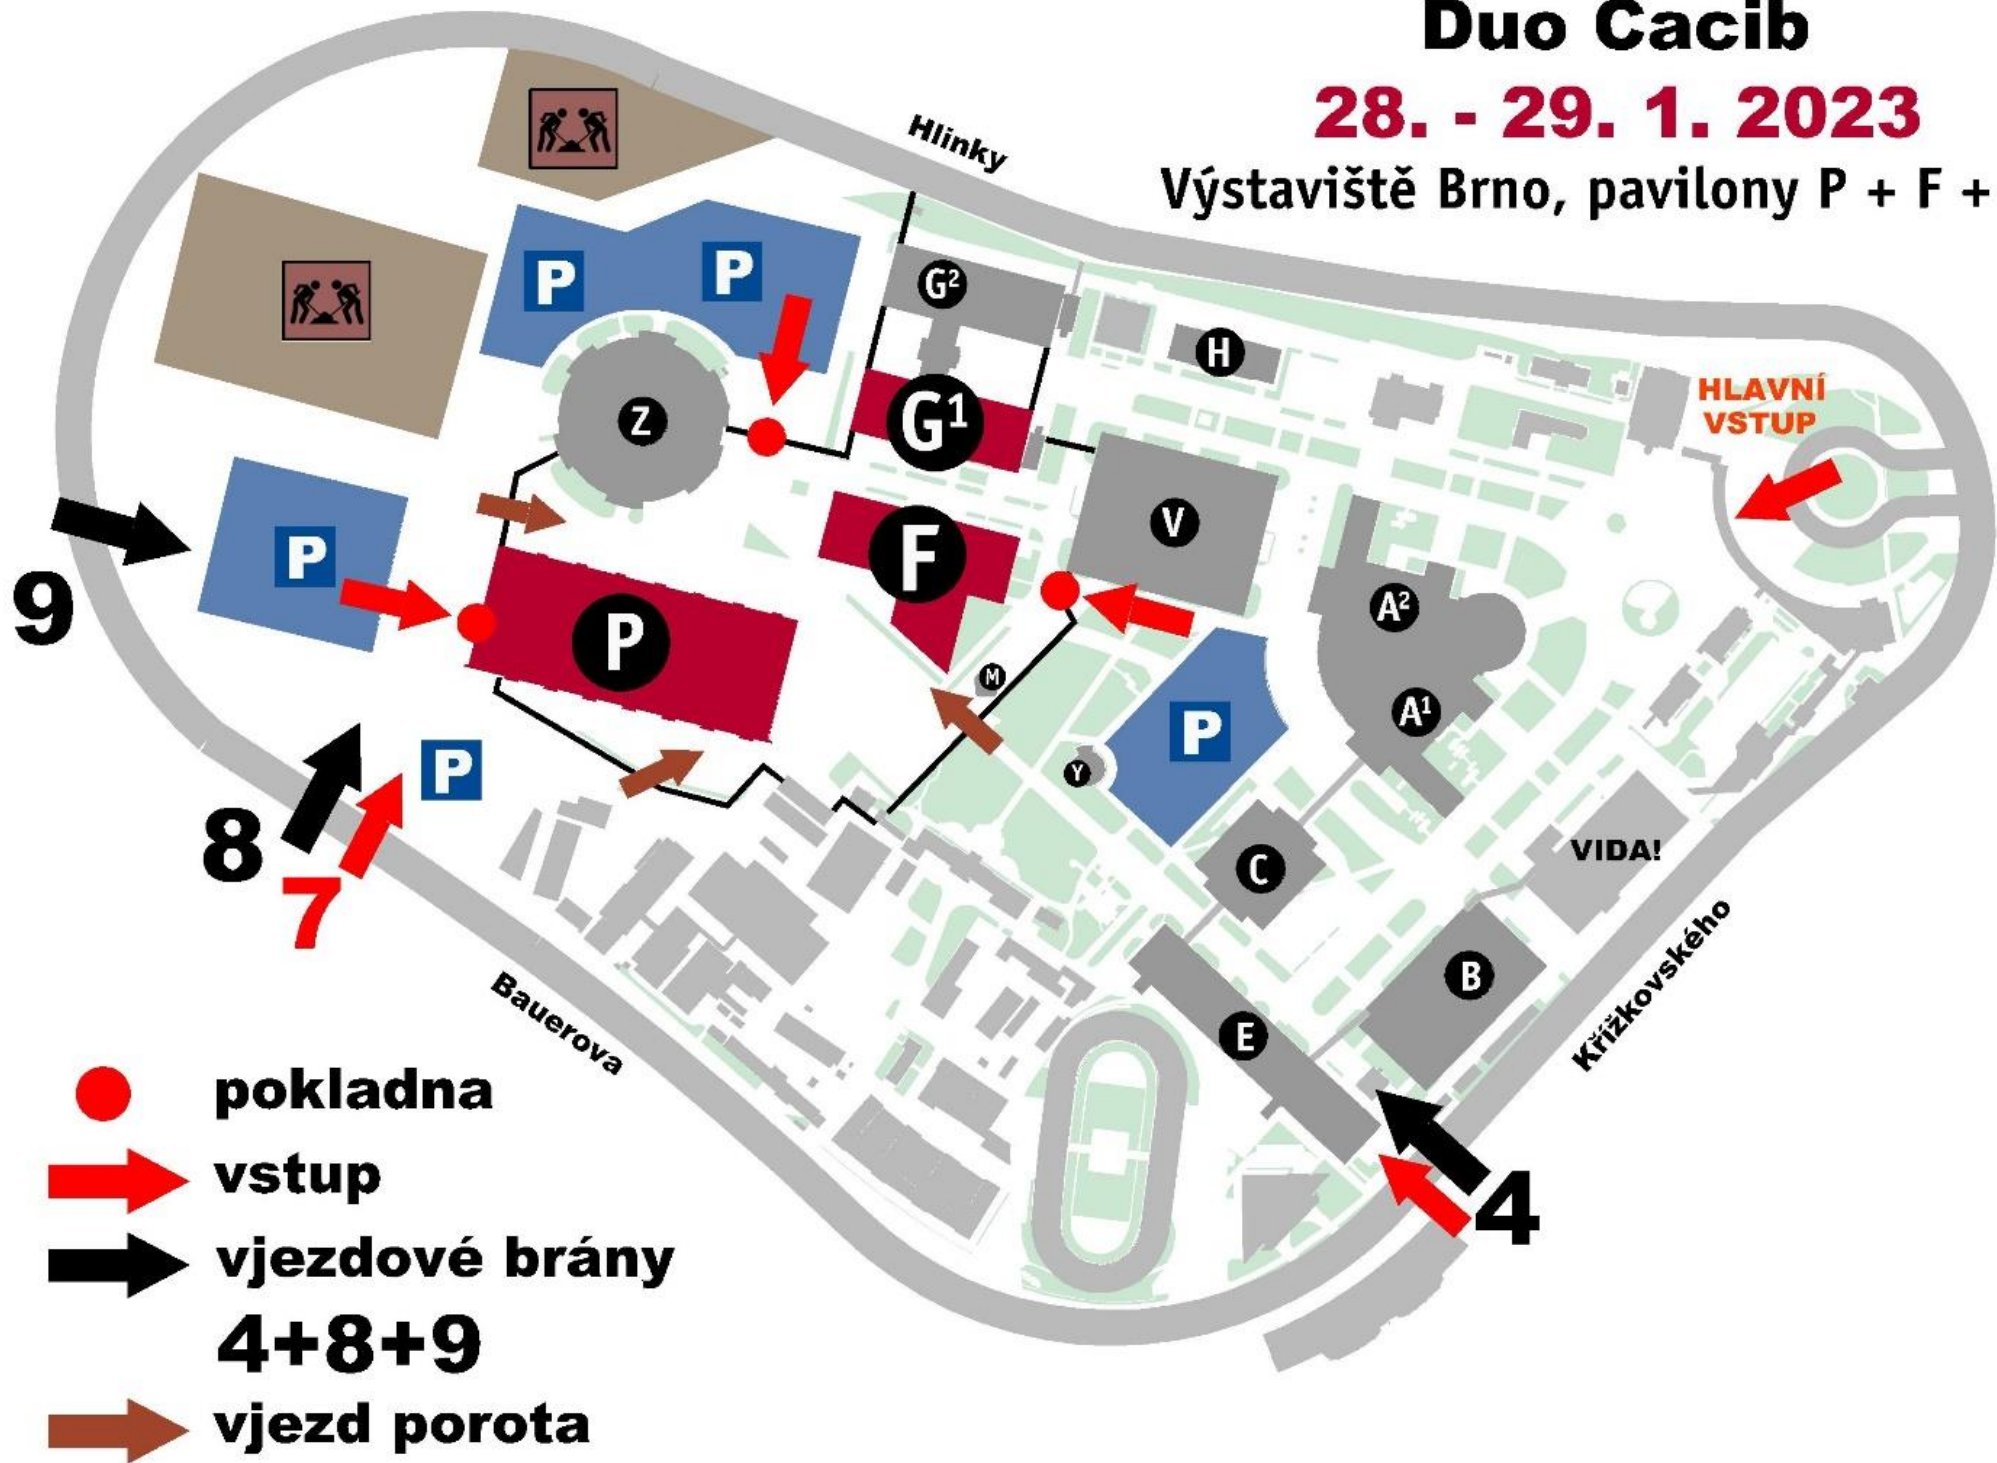 Duo Cacib
28. - 29. 1. 2023
Výstaviště Brno, pavilony P + F +
Hlinky
P
P
G²
H
HLAVNÍ
VSTUP
Z
G¹
V
F
9
P
P
A²
M
A¹
P
Y
P
8
7
C
VIDA!
B
E
Bauerova
Křížkovského
4
pokladna
vstup
vjezdové brány
4+8+9
vjezd porota